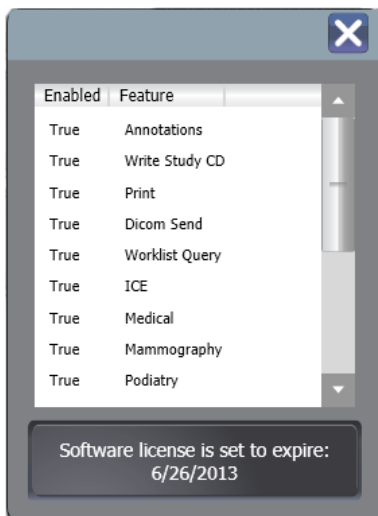 Enabled Feature
True Annotations
True Write Study CD
True Print
True Dicom Send
True Worklist Query
True ICE
True Medical
True Mammography
True Podiatry
Software license is set to expire:
6/26/2013